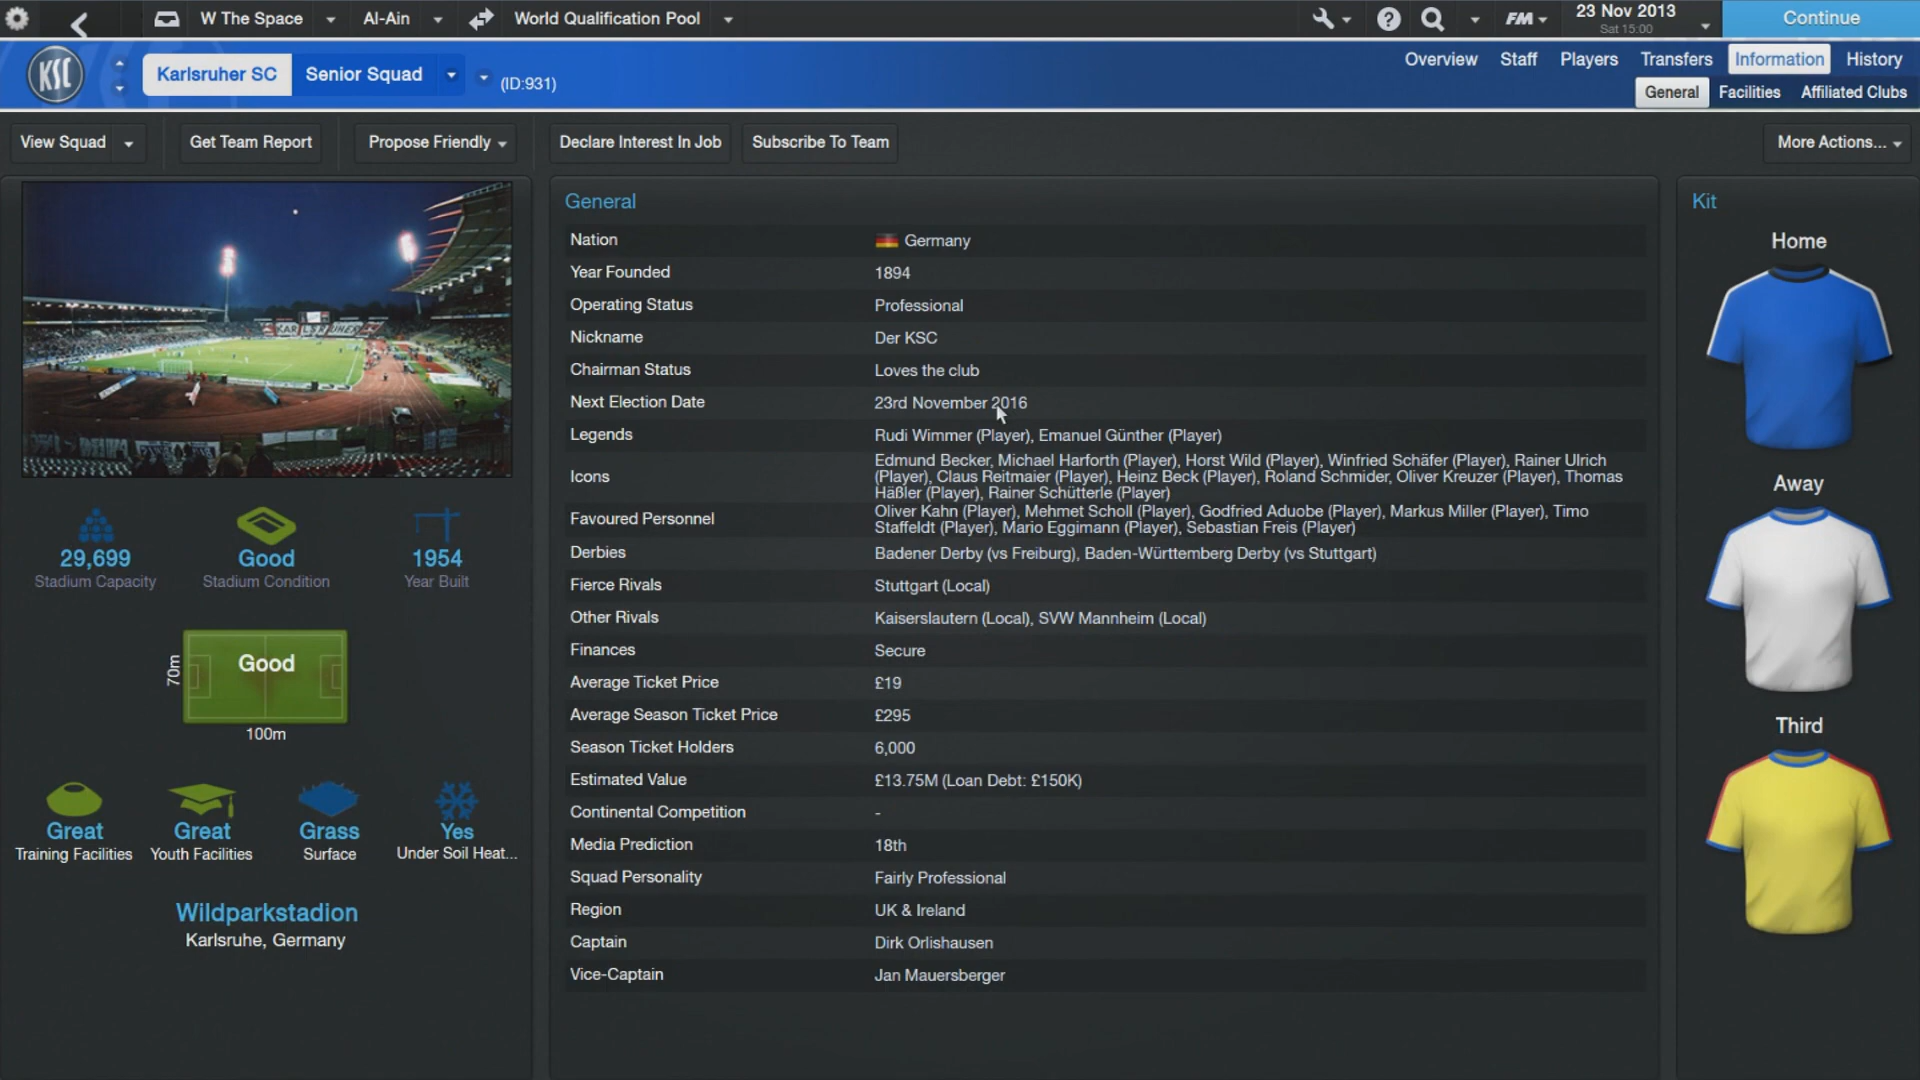 W The Space
Al-Ain
World Qualification Pool
FM
23 Nov 2013
Sat 15:00
Continue
KSC
Karlsruher SC
Senior Squad
(ID:931)
Overview
Staff
Players
Transfers
Information
History
General
Facilities
Affiliated Clubs
View Squad
Get Team Report
Propose Friendly
Declare Interest In Job
Subscribe To Team
More Actions...
KARLSRUHER
29,699
Stadium Capacity
Good
Stadium Condition
1954
Year Built
70m
Good
100m
Great
Training Facilities
Great
Youth Facilities
Grass
Surface
Yes
Under Soil Heat...
Wildparkstadion
Karlsruhe, Germany
General
Nation
Germany
Year Founded
1894
Operating Status
Professional
Nickname
Der KSC
Chairman Status
Loves the club
Next Election Date
23rd November 2016
Legends
Rudi Wimmer (Player), Emanuel Günther (Player)
Icons
Edmund Becker, Michael Harforth (Player), Horst Wild (Player), Winfried Schäfer (Player), Rainer Ulrich
(Player), Claus Reitmaier (Player), Heinz Beck (Player), Roland Schmider, Oliver Kreuzer (Player), Thomas
Häßler (Player), Rainer Schütterle (Player)
Favoured Personnel
Oliver Kahn (Player), Mehmet Scholl (Player), Godfried Aduobe (Player), Markus Miller (Player), Timo
Staffeldt (Player), Mario Eggimann (Player), Sebastian Freis (Player)
Derbies
Badener Derby (vs Freiburg), Baden-Württemberg Derby (vs Stuttgart)
Fierce Rivals
Stuttgart (Local)
Other Rivals
Kaiserslautern (Local), SVW Mannheim (Local)
Finances
Secure
Average Ticket Price
£19
Average Season Ticket Price
£295
Season Ticket Holders
6,000
Estimated Value
£13.75M (Loan Debt: £150K)
Continental Competition
-
Media Prediction
18th
Squad Personality
Fairly Professional
Region
UK & Ireland
Captain
Dirk Orlishausen
Vice-Captain
Jan Mauersberger
Kit
Home
Away
Third